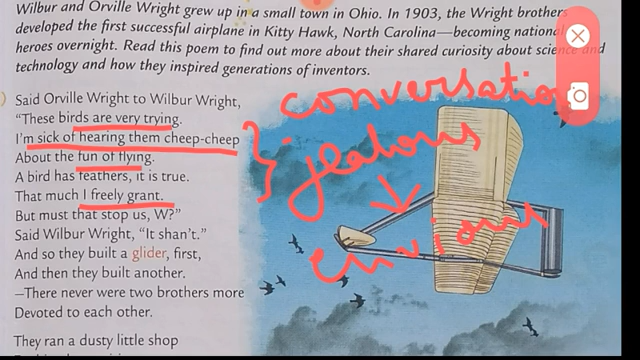 Wilbur and Orville Wright grew up in a small town in Ohio. In 1903, the Wright brothers
developed the first successful airplane in Kitty Hawk, North Carolina—becoming national
heroes overnight. Read this poem to find out more about their shared curiosity about science and
technology and how they inspired generations of inventors.
Said Orville Wright to Wilbur Wright,
“These birds are very trying.
I’m sick of hearing them cheep-cheep
About the fun of flying.
A bird has feathers, it is true.
That much I freely grant.
But must that stop us, W?”
Said Wilbur Wright, “It shan’t.”
And so they built a glider, first,
And then they built another.
—There never were two brothers more
Devoted to each other.
They ran a dusty little shop
conversation
jealous
envious